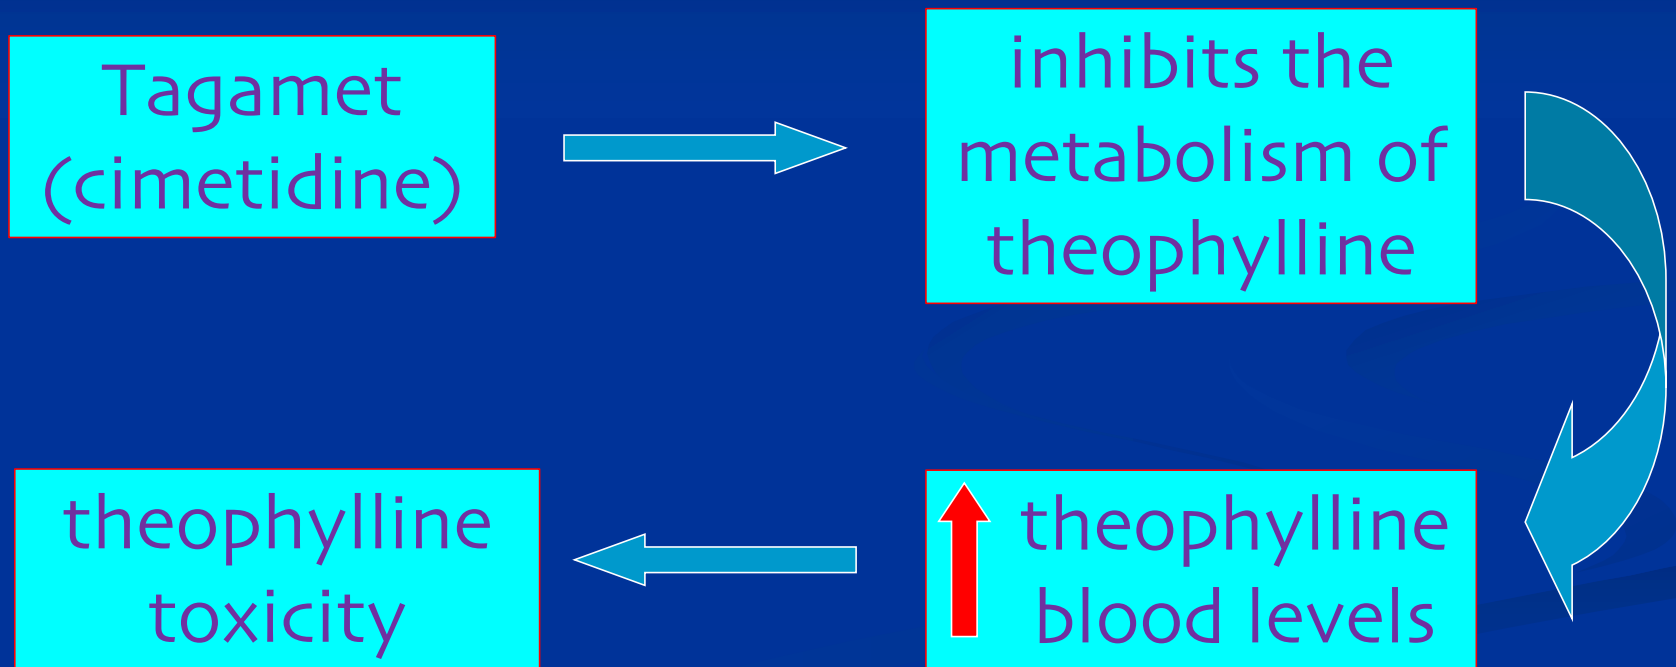 Tagamet
(cimetidine)
inhibits the
metabolism of
theophylline
theophylline
blood levels
theophylline
toxicity